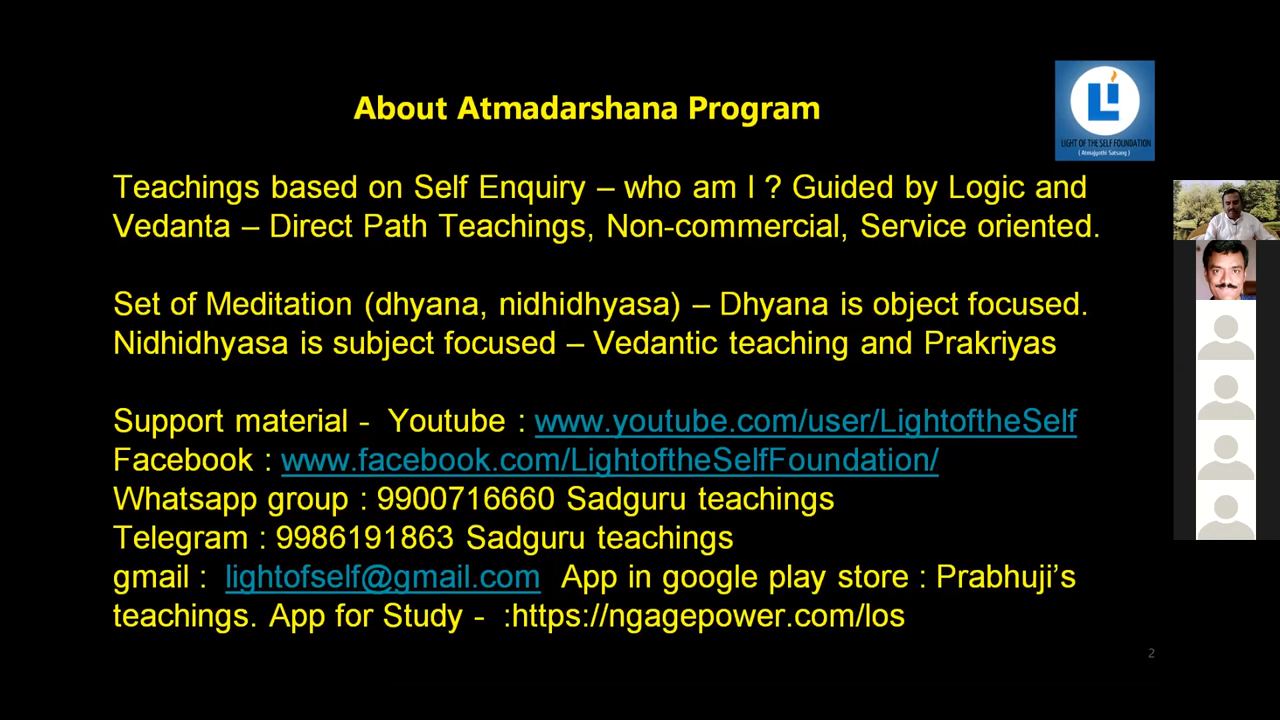 About Atmadarshana Program
LIGHT OF THE SELF FOUNDATION
( Atmajyothi Satsang )
Teachings based on Self Enquiry – who am I ? Guided by Logic and
Vedanta – Direct Path Teachings, Non-commercial, Service oriented.
Set of Meditation (dhyana, nidhidhyasa) – Dhyana is object focused.
Nidhidhyasa is subject focused – Vedantic teaching and Prakriyas
Support material -  Youtube : www.youtube.com/user/LightoftheSelf
Facebook : www.facebook.com/LightoftheSelfFoundation/
Whatsapp group : 9900716660 Sadguru teachings
Telegram : 9986191863 Sadguru teachings
gmail :  lightofself@gmail.com  App in google play store : Prabhuji’s
teachings. App for Study -  :https://ngagepower.com/los
2